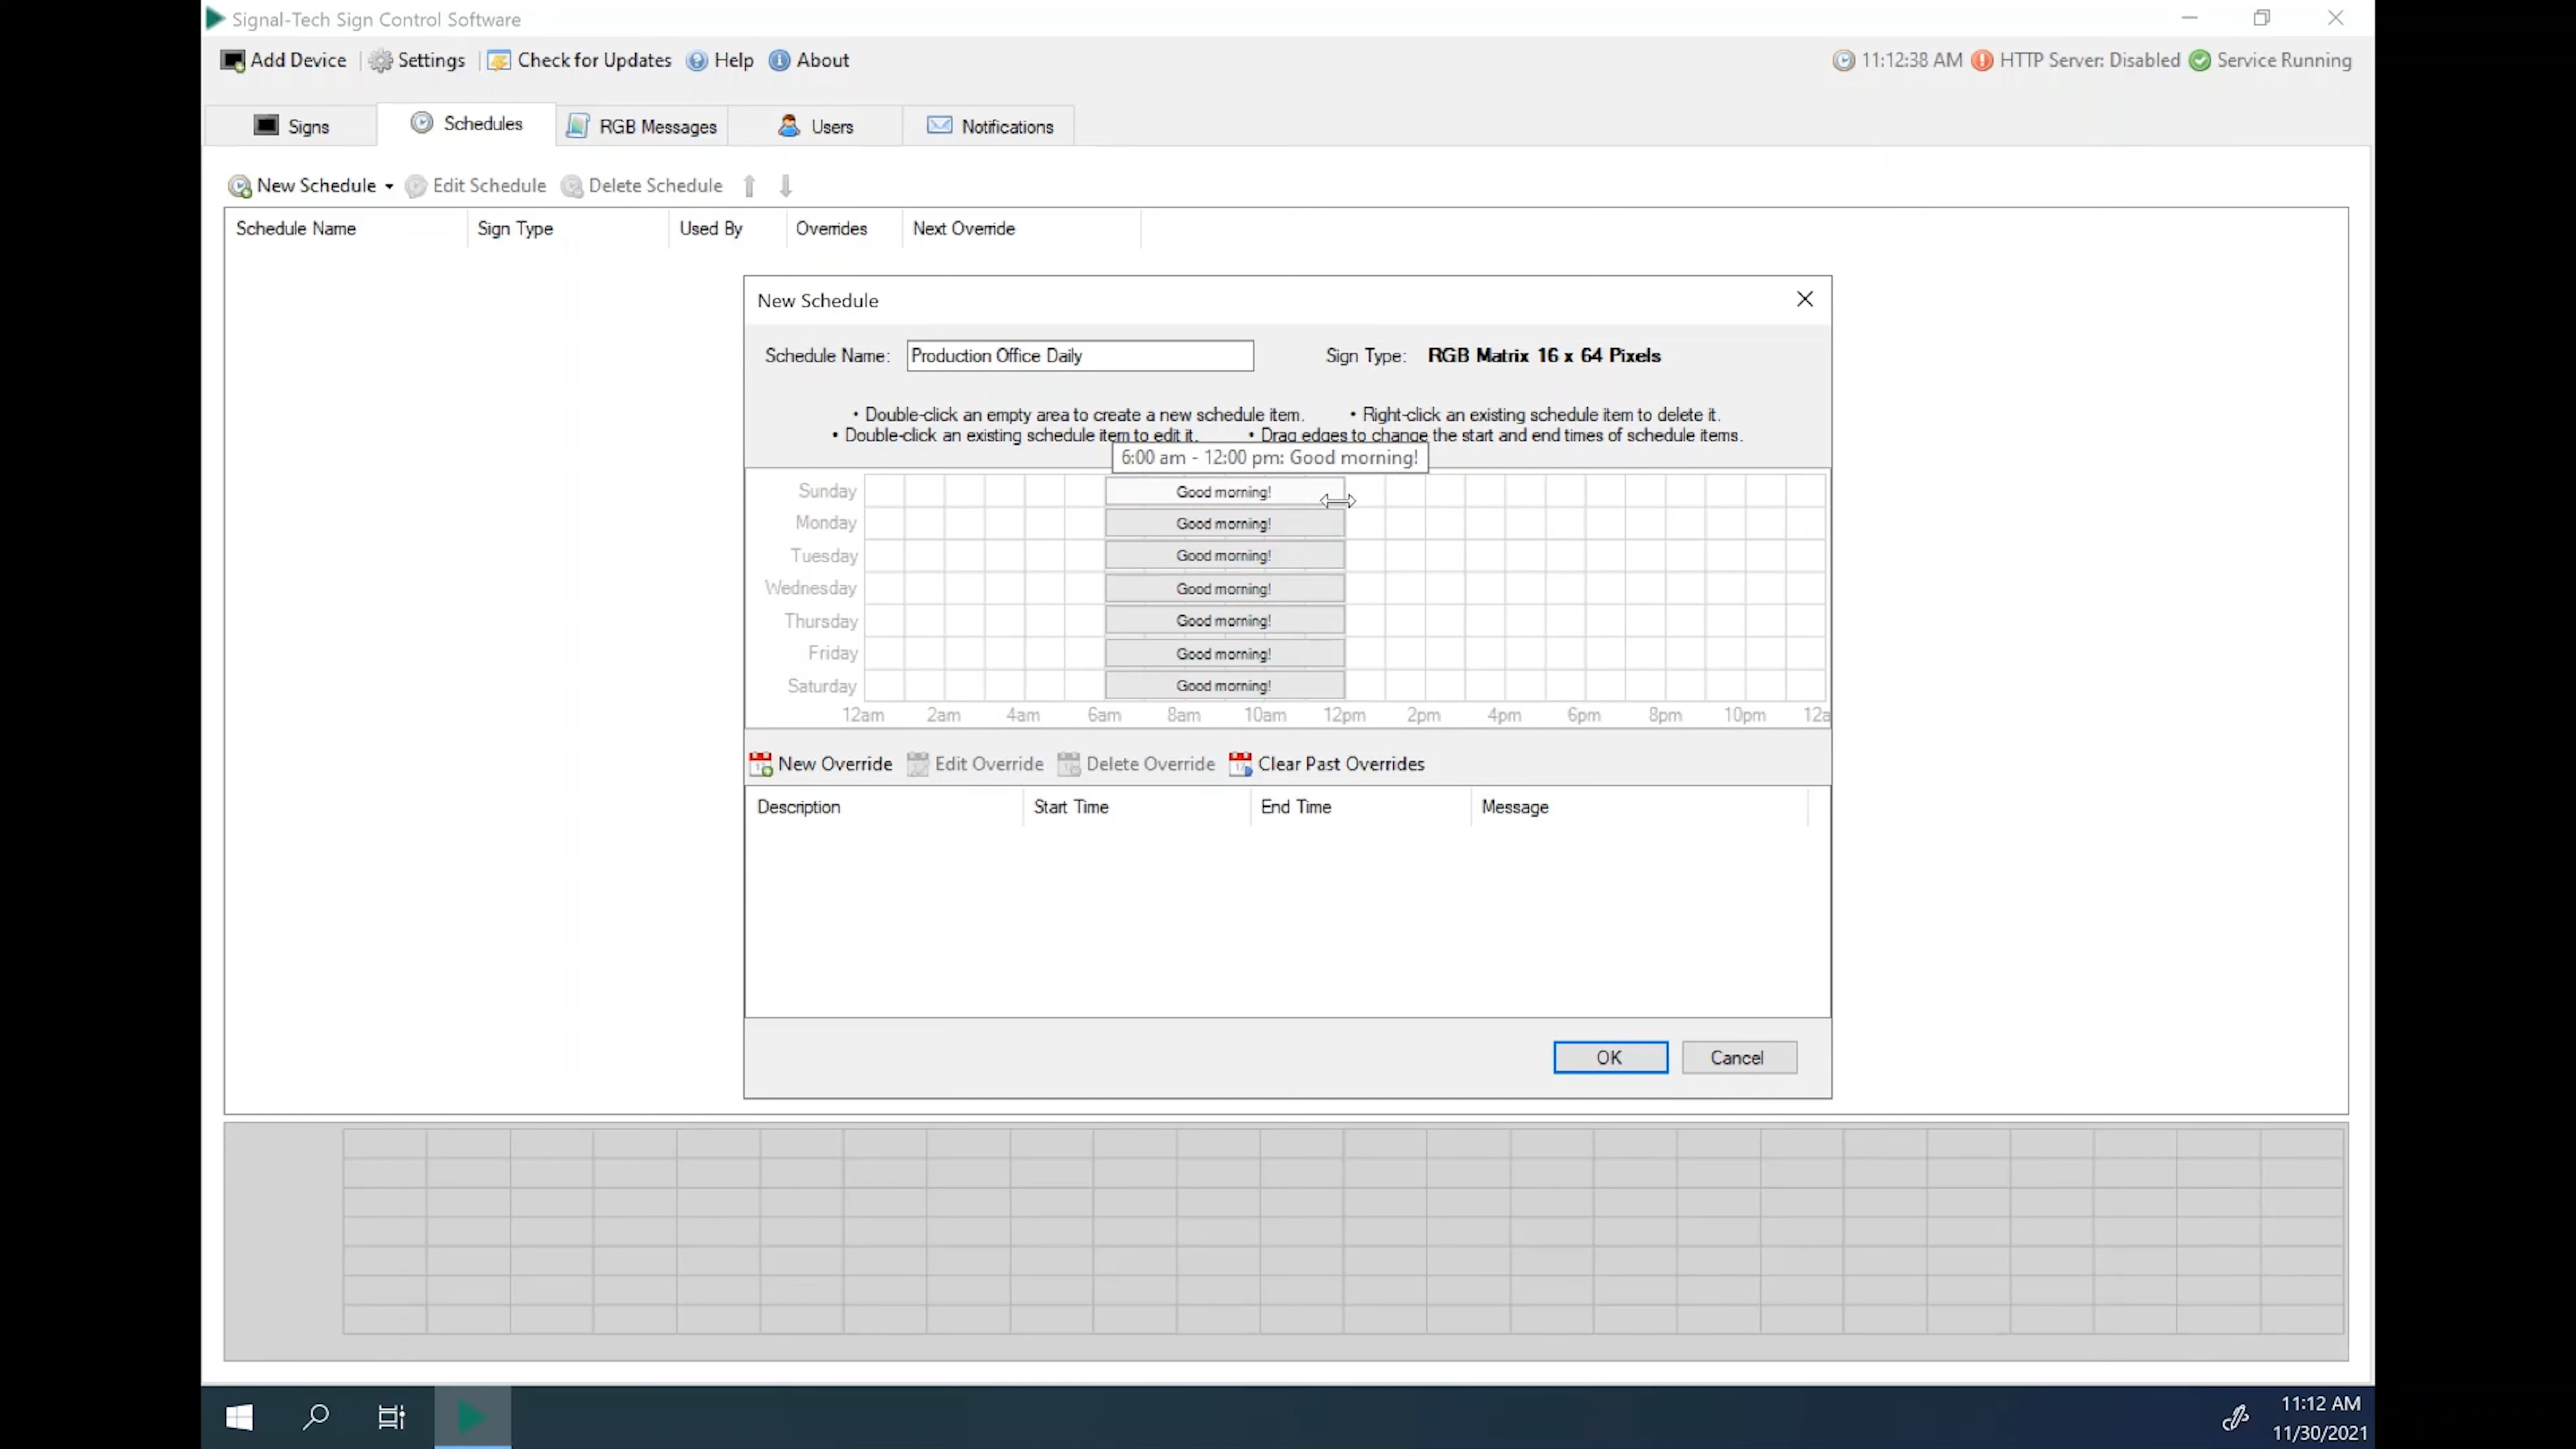 Signal-Tech Sign Control Software
Add Device Settings Check for Updates Help About 11:12:38 AM HTTP Server: Disabled Service Running
Signs Schedules RGB Messages Users Notifications
New Schedule Edit Schedule Delete Schedule
Schedule Name Sign Type Used By Overrides Next Override
New Schedule
Schedule Name: Production Office Daily Sign Type: RGB Matrix 16 x 64 Pixels
• Double-click an empty area to create a new schedule item. • Right-click an existing schedule item to delete it.
• Double-click an existing schedule item to edit it. • Drag edges to change the start and end times of schedule items.
6:00 am - 12:00 pm: Good morning!
Sunday Good morning!
Monday Good morning!
Tuesday Good morning!
Wednesday Good morning!
Thursday Good morning!
Friday Good morning!
Saturday Good morning!
12am 2am 4am 6am 8am 10am 12pm 2pm 4pm 6pm 8pm 10pm 12a
New Override Edit Override Delete Override Clear Past Overrides
Description Start Time End Time Message
OK Cancel
11:12 AM
11/30/2021